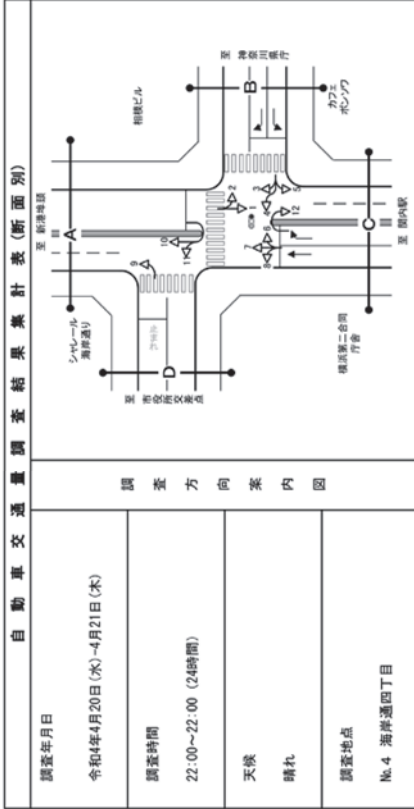 自動車交通量調査結果集計表(断面別)
調査年月日
令和4年4月20日(水)-4月21日(木)
調査時間
22:00~22:00 (24時間)
天候
晴れ
調査地点
№4 海岸通四丁目
調査方向案内図
至 新港地頭
A
シャレール
海岸通り
相模ビル
至 神奈川県庁
B
カフェ
ポンソワ
至 関内駅
C
横浜第二合同
庁舎
至 市役所交差点
D
1
2
3
5
6
7
8
9
10
11
12